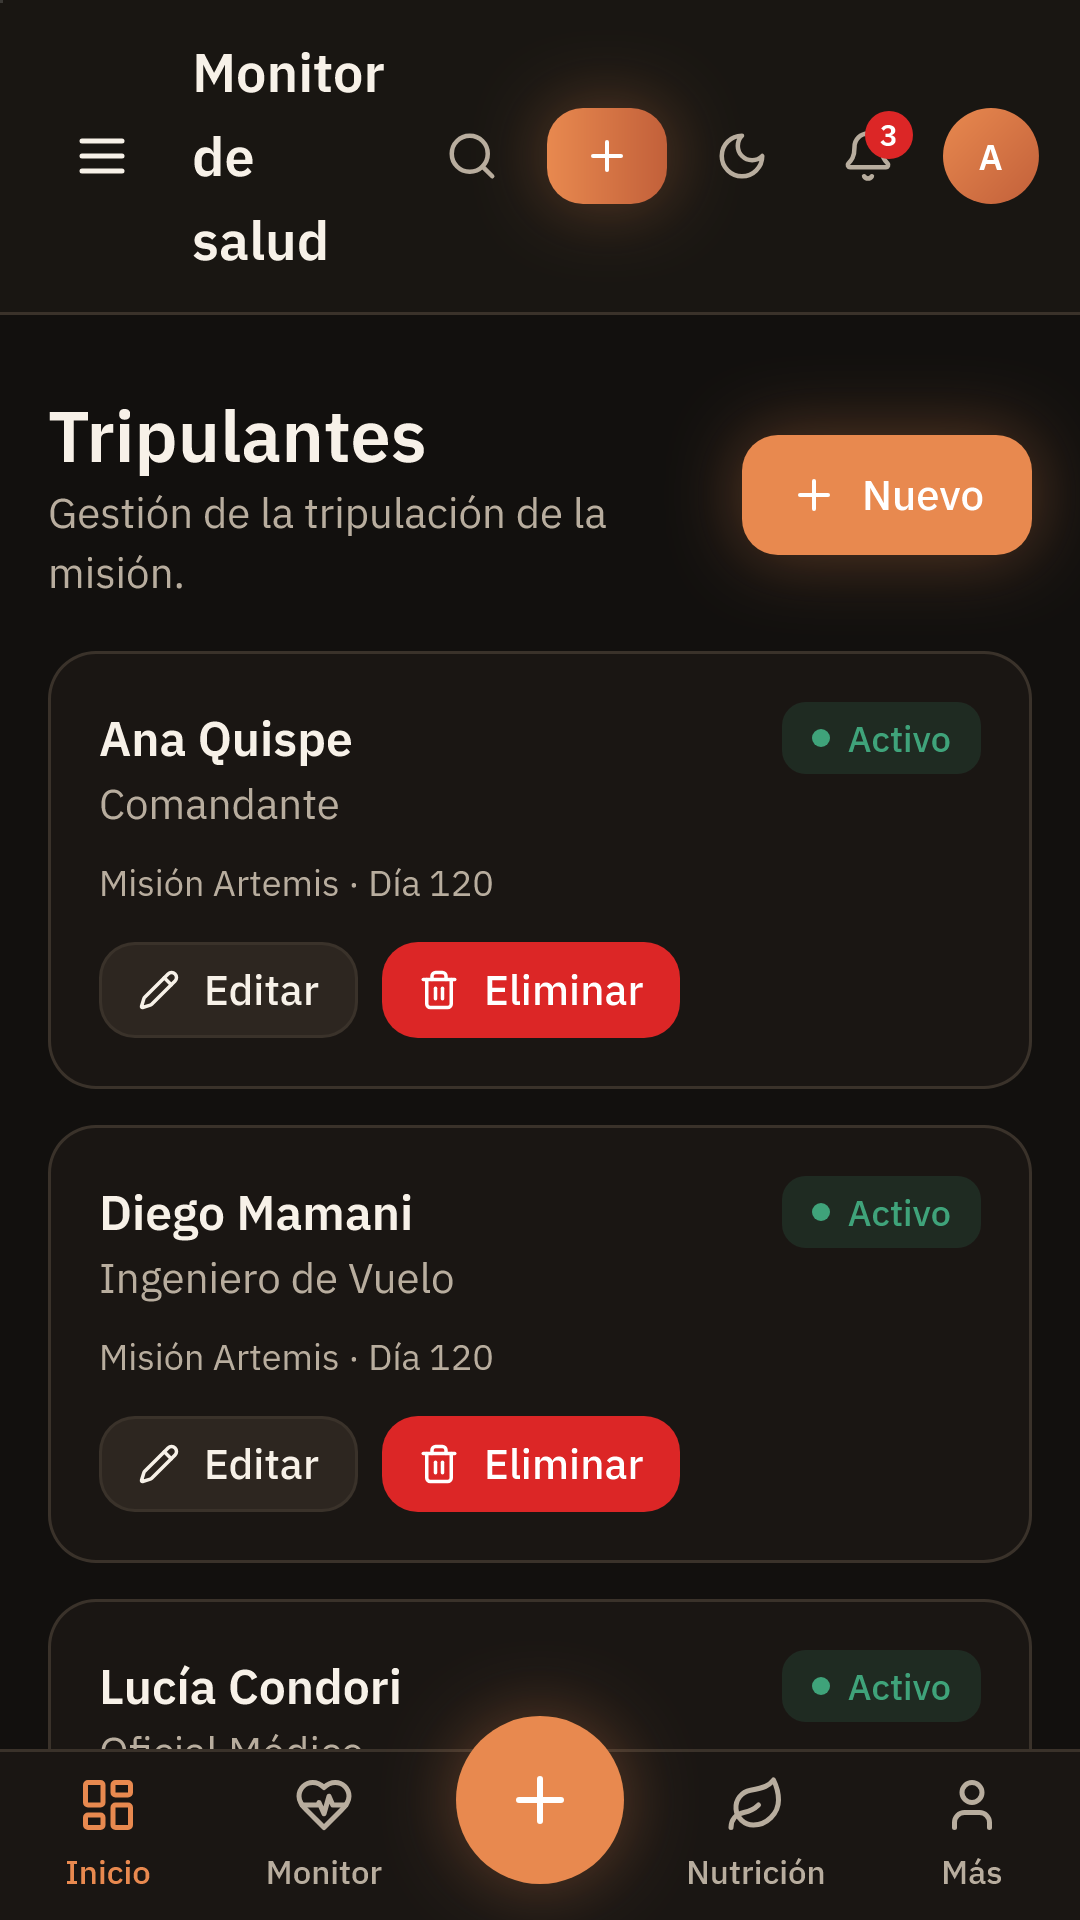 Monitor
de
salud
3
A
Tripulantes
Gestión de la tripulación de la
misión.
Nuevo
Ana Quispe
Activo
Comandante
Misión Artemis · Día 120
Editar
Eliminar
Diego Mamani
Activo
Ingeniero de Vuelo
Misión Artemis · Día 120
Editar
Eliminar
Lucía Condori
Activo
Oficial Médico
Inicio
Monitor
Nutrición
Más